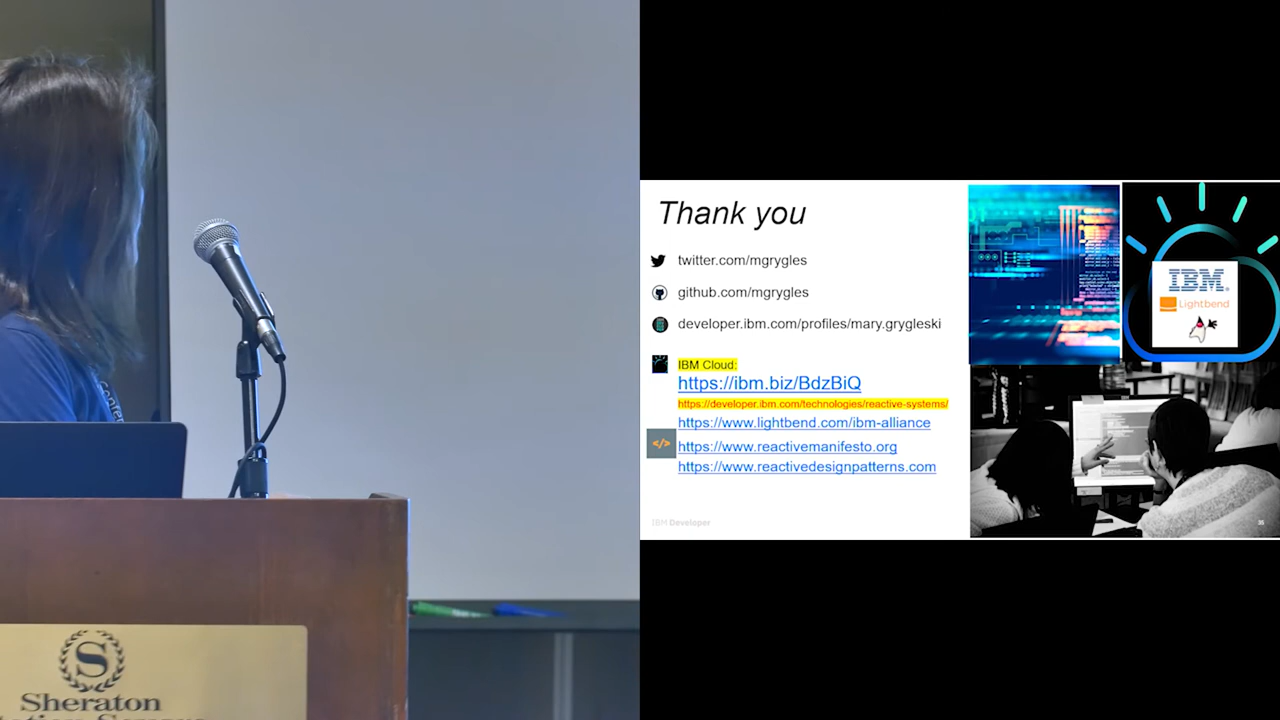 Sheraton
Thank you
twitter.com/mgrygles
github.com/mgrygles
developer.ibm.com/profiles/mary.grygleski
IBM Cloud:
https://ibm.biz/BdzBiQ
https://developer.ibm.com/technologies/reactive-systems/
https://www.lightbend.com/ibm-alliance
</>
https://www.reactivemanifesto.org
https://www.reactivedesignpatterns.com
IBM Developer
IBM
Lightbend
35